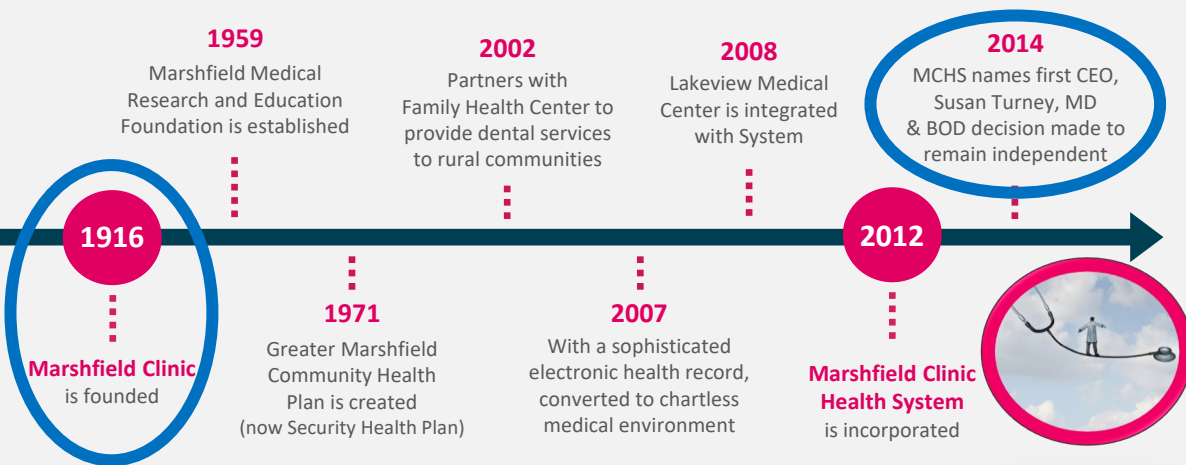 1959
Marshfield Medical
Research and Education
Foundation is established
2002
Partners with
Family Health Center to
provide dental services
to rural communities
2008
Lakeview Medical
Center is integrated
with System
2014
MCHS names first CEO,
Susan Turney, MD
& BOD decision made to
remain independent
1916
Marshfield Clinic
is founded
1971
Greater Marshfield
Community Health
Plan is created
(now Security Health Plan)
2007
With a sophisticated
electronic health record,
converted to chartless
medical environment
2012
Marshfield Clinic
Health System
is incorporated